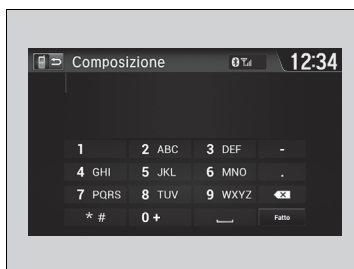 Composizione 12:34
1 2 ABC 3 DEF -
4 GHI 5 JKL 6 MNO .
7 PQRS 8 TUV 9 WXYZ
* # 0 + Fatto